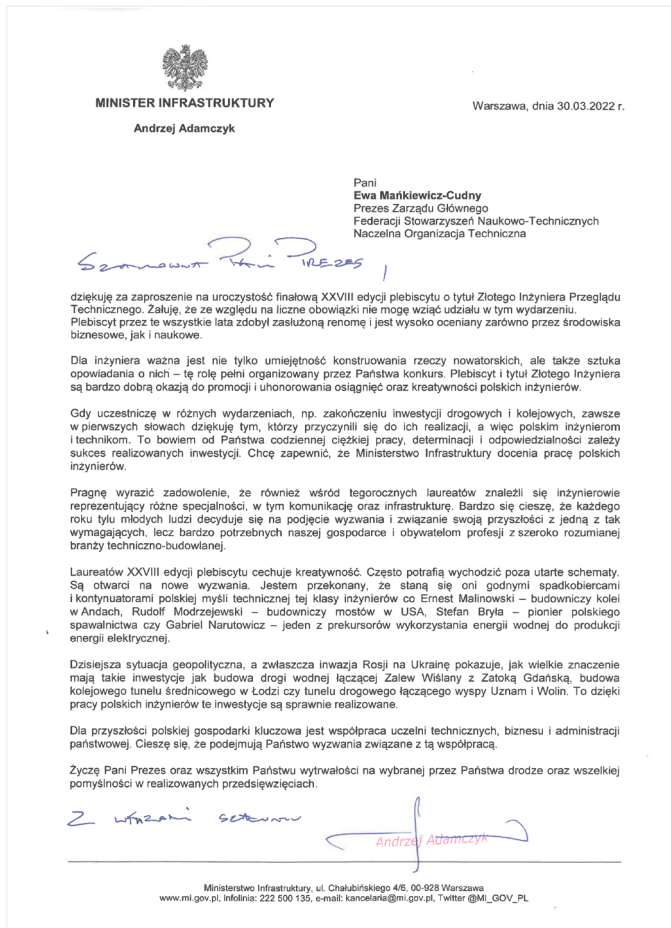 MINISTER INFRASTRUKTURY
Warszawa, dnia 30.03.2022 r.
Andrzej Adamczyk
Pani
Ewa Mańkiewicz-Cudny
Prezes Zarządu Głównego
Federacji Stowarzyszeń Naukowo-Technicznych
Naczelna Organizacja Techniczna
Szanowna Pani Prezes,
dziękuję za zaproszenie na uroczystość finałową XXVIII edycji plebiscytu o tytuł Złotego Inżyniera Przeglądu
Technicznego. Żałuję, że ze względu na liczne obowiązki nie mogę wziąć udziału w tym wydarzeniu.
Plebiscyt przez te wszystkie lata zdobył zasłużoną renomę i jest wysoko oceniany zarówno przez środowiska
biznesowe, jak i naukowe.
Dla inżyniera ważna jest nie tylko umiejętność konstruowania rzeczy nowatorskich, ale także sztuka
opowiadania o nich – tę rolę pełni organizowany przez Państwa konkurs. Plebiscyt i tytuł Złotego Inżyniera
są bardzo dobrą okazją do promocji i uhonorowania osiągnięć oraz kreatywności polskich inżynierów.
Gdy uczestniczę w różnych wydarzeniach, np. zakończeniu inwestycji drogowych i kolejowych, zawsze
w pierwszych słowach dziękuję tym, którzy przyczynili się do ich realizacji, a więc polskim inżynierom
i technikom. To bowiem od Państwa codziennej ciężkiej pracy, determinacji i odpowiedzialności zależy
sukces realizowanych inwestycji. Chcę zapewnić, że Ministerstwo Infrastruktury docenia pracę polskich
inżynierów.
Pragnę wyrazić zadowolenie, że również wśród tegorocznych laureatów znaleźli się inżynierowie
reprezentujący różne specjalności, w tym komunikację oraz infrastrukturę. Bardzo się cieszę, że każdego
roku tylu młodych ludzi decyduje się na podjęcie wyzwania i związanie swoją przyszłości z jedną z tak
wymagających, lecz bardzo potrzebnych naszej gospodarce i obywatelom profesji z szeroko rozumianej
branży techniczno-budowlanej.
Laureatów XXVIII edycji plebiscytu cechuje kreatywność. Często potrafią wychodzić poza utarte schematy.
Są otwarci na nowe wyzwania. Jestem przekonany, że staną się oni godnymi spadkobiercami
i kontynuatorami polskiej myśli technicznej tej klasy inżynierów co Ernest Malinowski – budowniczy kolei
w Andach, Rudolf Modrzejewski – budowniczy mostów w USA, Stefan Bryła – pionier polskiego
spawalnictwa czy Gabriel Narutowicz – jeden z prekursorów wykorzystania energii wodnej do produkcji
energii elektrycznej.
Dzisiejsza sytuacja geopolityczna, a zwłaszcza inwazja Rosji na Ukrainę pokazuje, jak wielkie znaczenie
mają takie inwestycje jak budowa drogi wodnej łączącej Zalew Wiślany z Zatoką Gdańską, budowa
kolejowego tunelu średnicowego w Łodzi czy tunelu drogowego łączącego wyspy Uznam i Wolin. To dzięki
pracy polskich inżynierów te inwestycje są sprawnie realizowane.
Dla przyszłości polskiej gospodarki kluczowa jest współpraca uczelni technicznych, biznesu i administracji
państwowej. Cieszę się, że podejmują Państwo wyzwania związane z tą współpracą.
Życzę Pani Prezes oraz wszystkim Państwu wytrwałości na wybranej przez Państwa drodze oraz wszelkiej
pomyślności w realizowanych przedsięwzięciach.
Z wyrazami szacunku
Andrzej Adamczyk
Ministerstwo Infrastruktury, ul. Chałubińskiego 4/6, 00-928 Warszawa
www.mi.gov.pl, infolinia: 222 500 135, e-mail: kancelaria@mi.gov.pl, Twitter @MI_GOV_PL